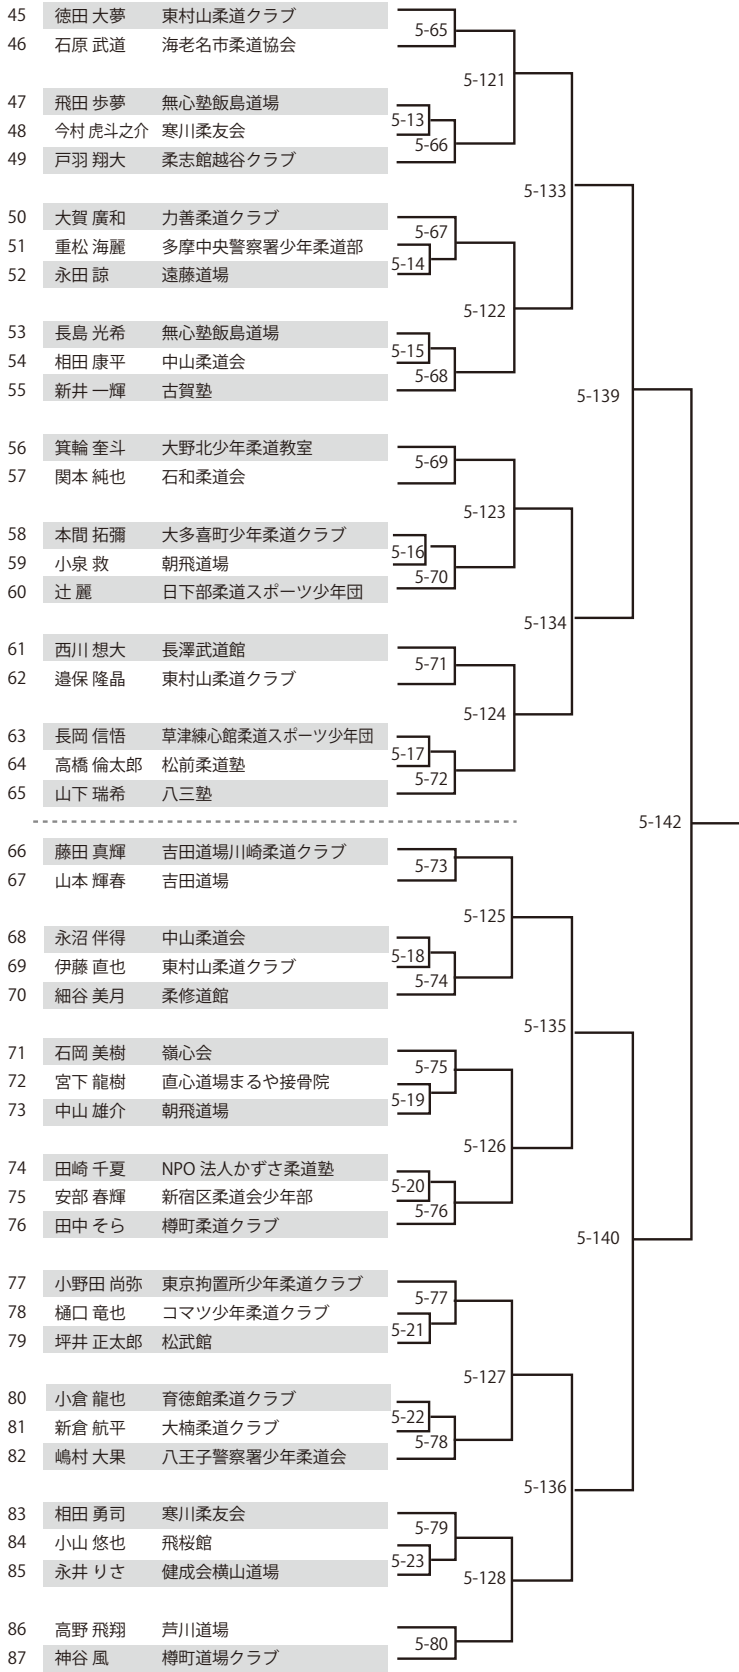 45 徳田 大夢 東村山柔道クラブ
5-65
46 石原 武道 海老名市柔道協会
5-121
47 飛田 歩夢 無心塾飯島道場
5-13
48 今村 虎斗之介 寒川柔友会
5-66
49 戸羽 翔大 柔志館越谷クラブ
5-133
50 大賀 廣和 力善柔道クラブ
5-67
51 重松 海麗 多摩中央警察署少年柔道部
5-14
52 永田 諒 遠藤道場
5-122
53 長島 光希 無心塾飯島道場
5-15
54 相田 康平 中山柔道会
5-68
55 新井 一輝 古賀塾
5-139
56 箕輪 奎斗 大野北少年柔道教室
5-69
57 関本 純也 石和柔道会
5-123
58 本間 拓彌 大多喜町少年柔道クラブ
5-16
59 小泉 救 朝飛道場
5-70
60 辻 麗 日下部柔道スポーツ少年団
5-134
61 西川 想大 長澤武道館
5-71
62 邉保 隆晶 東村山柔道クラブ
5-124
63 長岡 信悟 草津練心館柔道スポーツ少年団
5-17
64 高橋 倫太郎 松前柔道塾
5-72
65 山下 瑞希 八三塾
5-142
66 藤田 真輝 吉田道場川崎柔道クラブ
5-73
67 山本 輝春 吉田道場
5-125
68 永沼 伴得 中山柔道会
5-18
69 伊藤 直也 東村山柔道クラブ
5-74
70 細谷 美月 柔修道館
5-135
71 石岡 美樹 嶺心会
5-75
72 宮下 龍樹 直心道場まるや接骨院
5-19
73 中山 雄介 朝飛道場
5-126
74 田崎 千夏 NPO 法人かずさ柔道塾
5-20
75 安部 春輝 新宿区柔道会少年部
5-76
76 田中 そら 樽町柔道クラブ
5-140
77 小野田 尚弥 東京拘置所少年柔道クラブ
5-77
78 樋口 竜也 コマツ少年柔道クラブ
5-21
79 坪井 正太郎 松武館
5-127
80 小倉 龍也 育徳館柔道クラブ
5-22
81 新倉 航平 大楠柔道クラブ
5-78
82 嶋村 大果 八王子警察署少年柔道会
5-136
83 相田 勇司 寒川柔友会
5-79
84 小山 悠也 飛桜館
5-23
85 永井 りさ 健成会横山道場
5-128
86 高野 飛翔 芦川道場
5-80
87 神谷 風 樽町道場クラブ